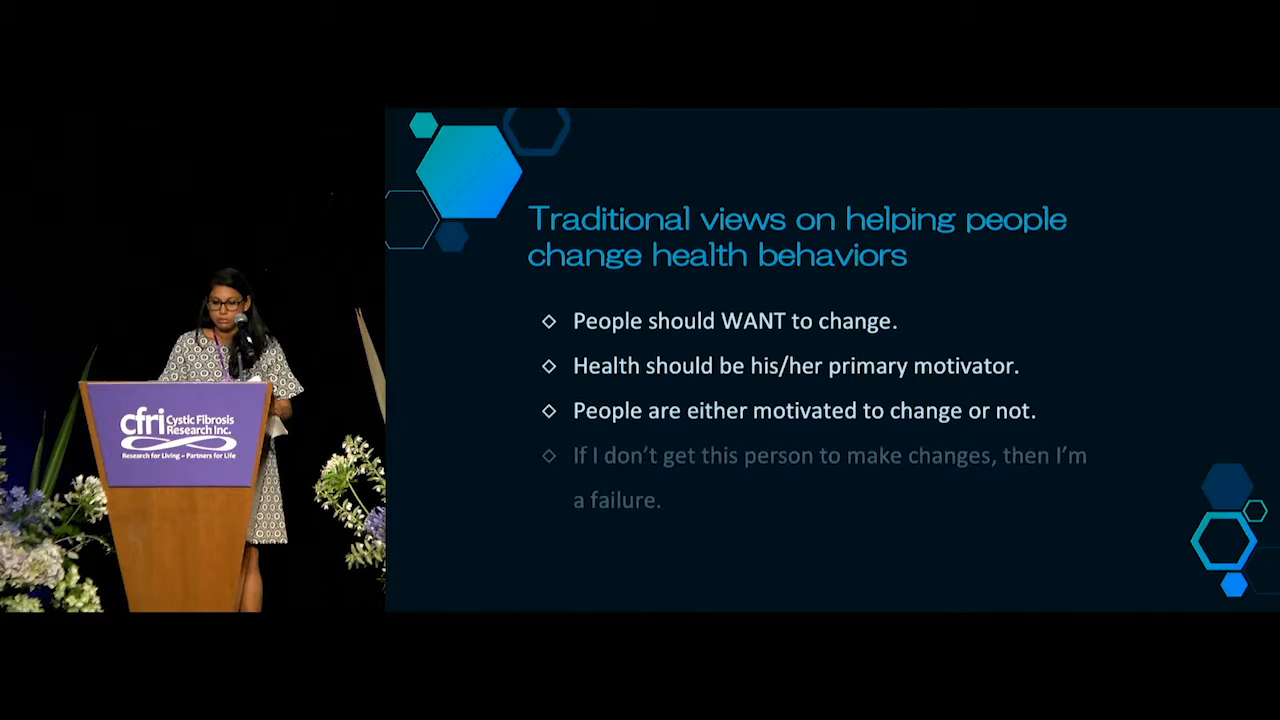 cfri Cystic Fibrosis
Research Inc.
Research for Living ~ Partners for Life
Traditional views on helping people
change health behaviors
People should WANT to change.
Health should be his/her primary motivator.
People are either motivated to change or not.
If I don't get this person to make changes, then I'm
a failure.